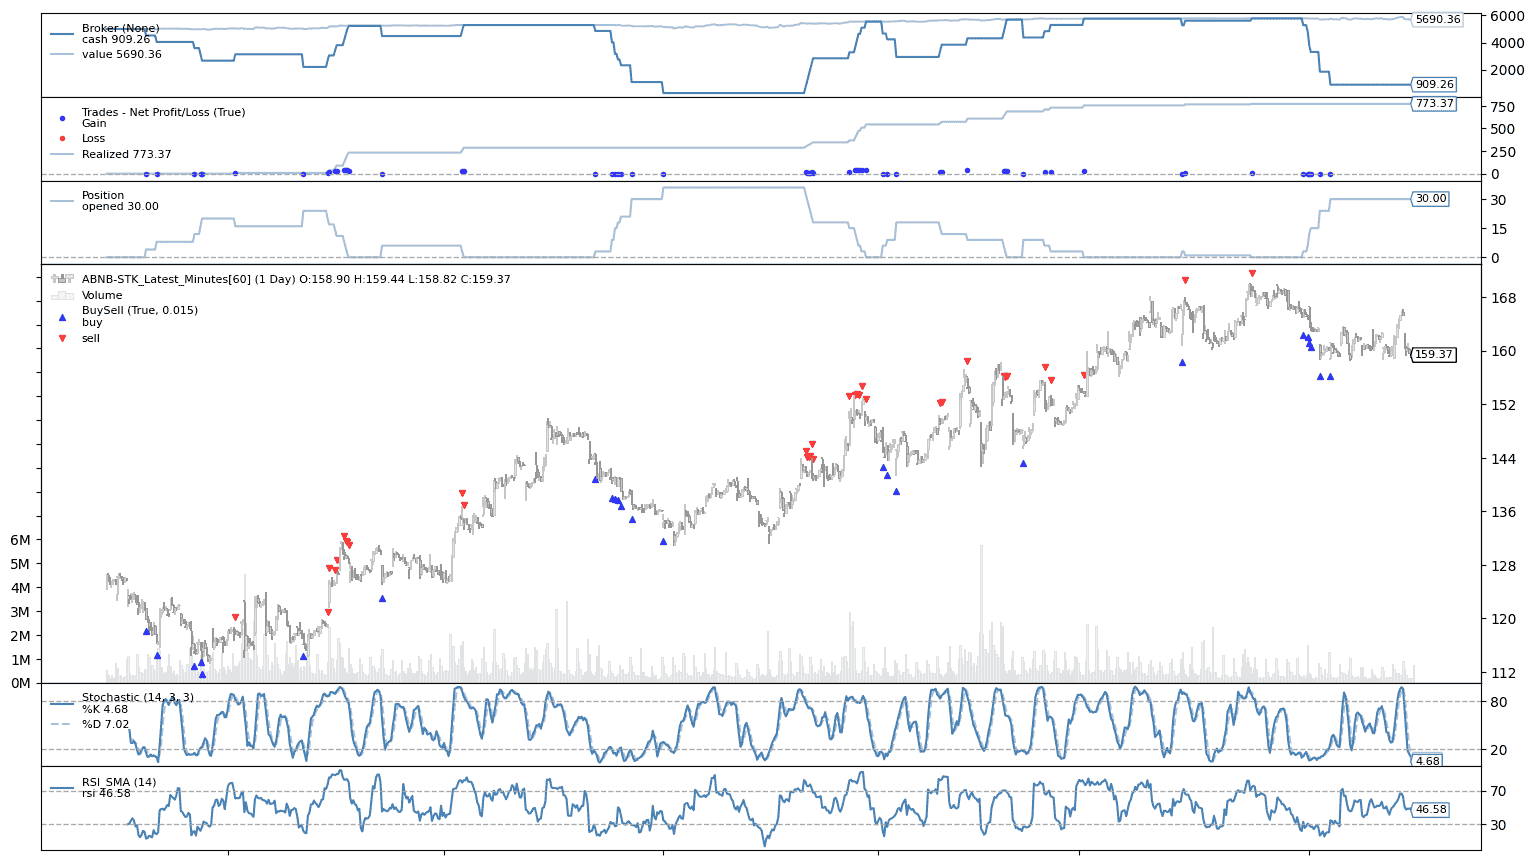 Broker (None)
cash 909.26
value 5690.36
5690.36
6000
4000
2000
909.26
Trades - Net Profit/Loss (True)
Gain
Loss
Realized 773.37
773.37
750
500
250
0
Position
opened 30.00
30.00
30
15
0
ABNB-STK_Latest_Minutes[60] (1 Day) O:158.90 H:159.44 L:158.82 C:159.37
Volume
BuySell (True, 0.015)
buy
sell
168
160
159.37
152
144
136
128
120
112
6M
5M
4M
3M
2M
1M
0M
Stochastic (14, 3, 3)
%K 4.68
%D 7.02
80
20
4.68
RSI_SMA (14)
rsi 46.58
70
46.58
30